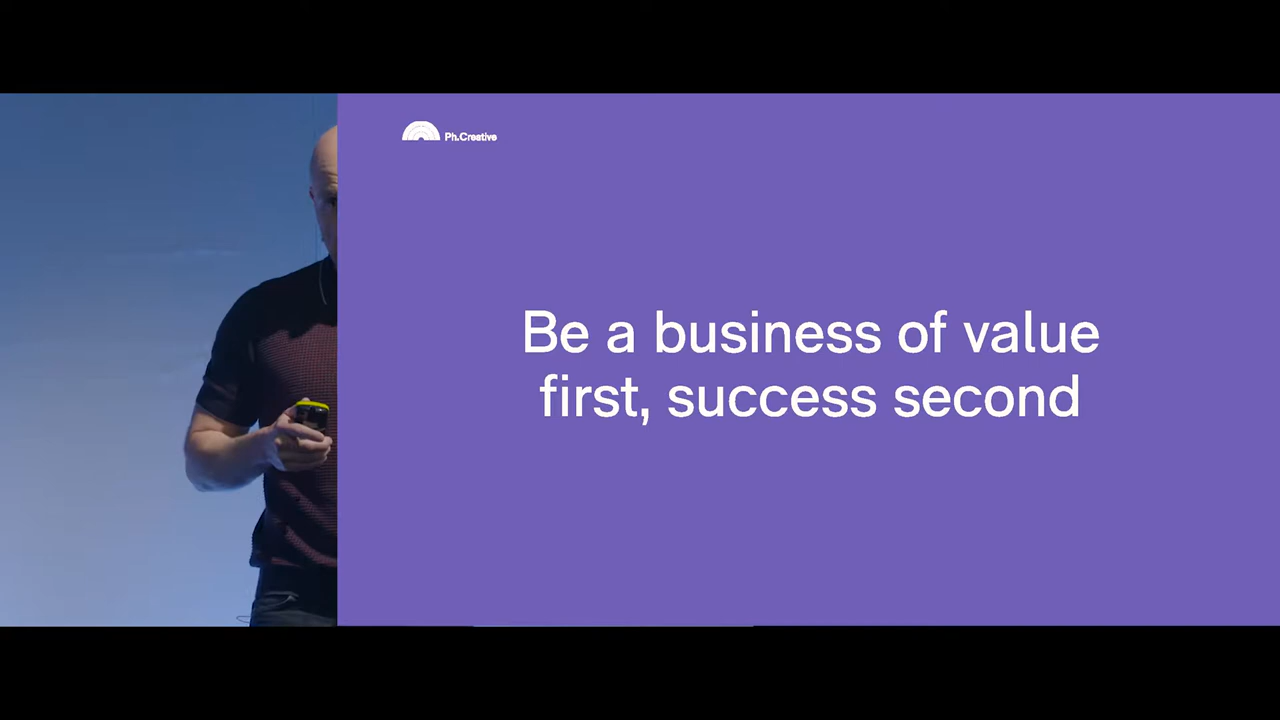 Ph.Creative
Be a business of value
first, success second